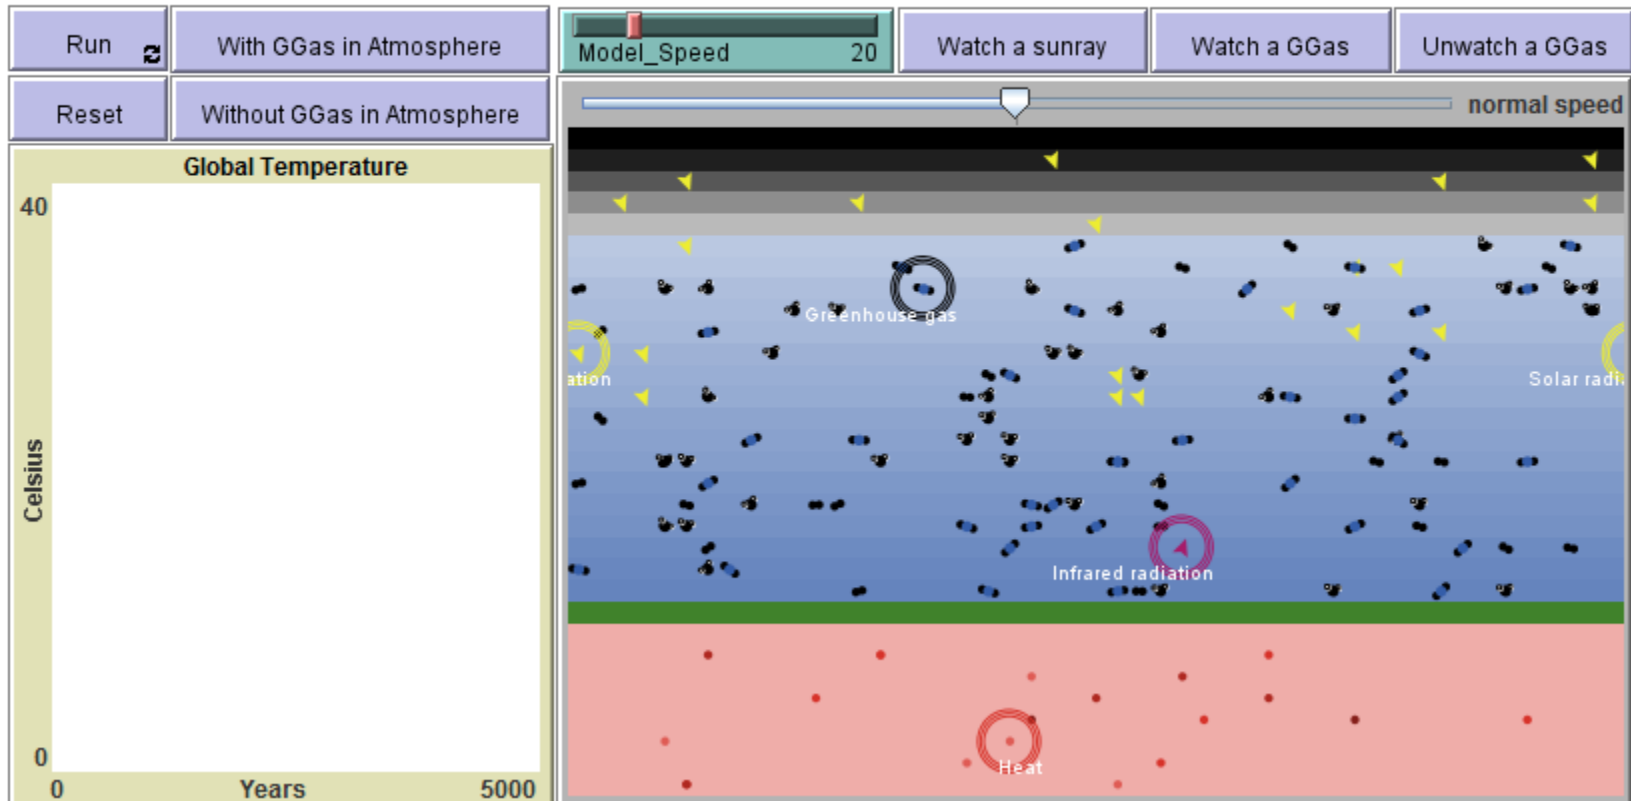 Run
With GGas in Atmosphere
Model_Speed 20
Watch a sunray
Watch a GGas
Unwatch a GGas
Reset
Without GGas in Atmosphere
normal speed
Global Temperature
40
Celsius
0
0 Years 5000
Greenhouse gas
ation
Solar radi
Infrared radiation
Heat